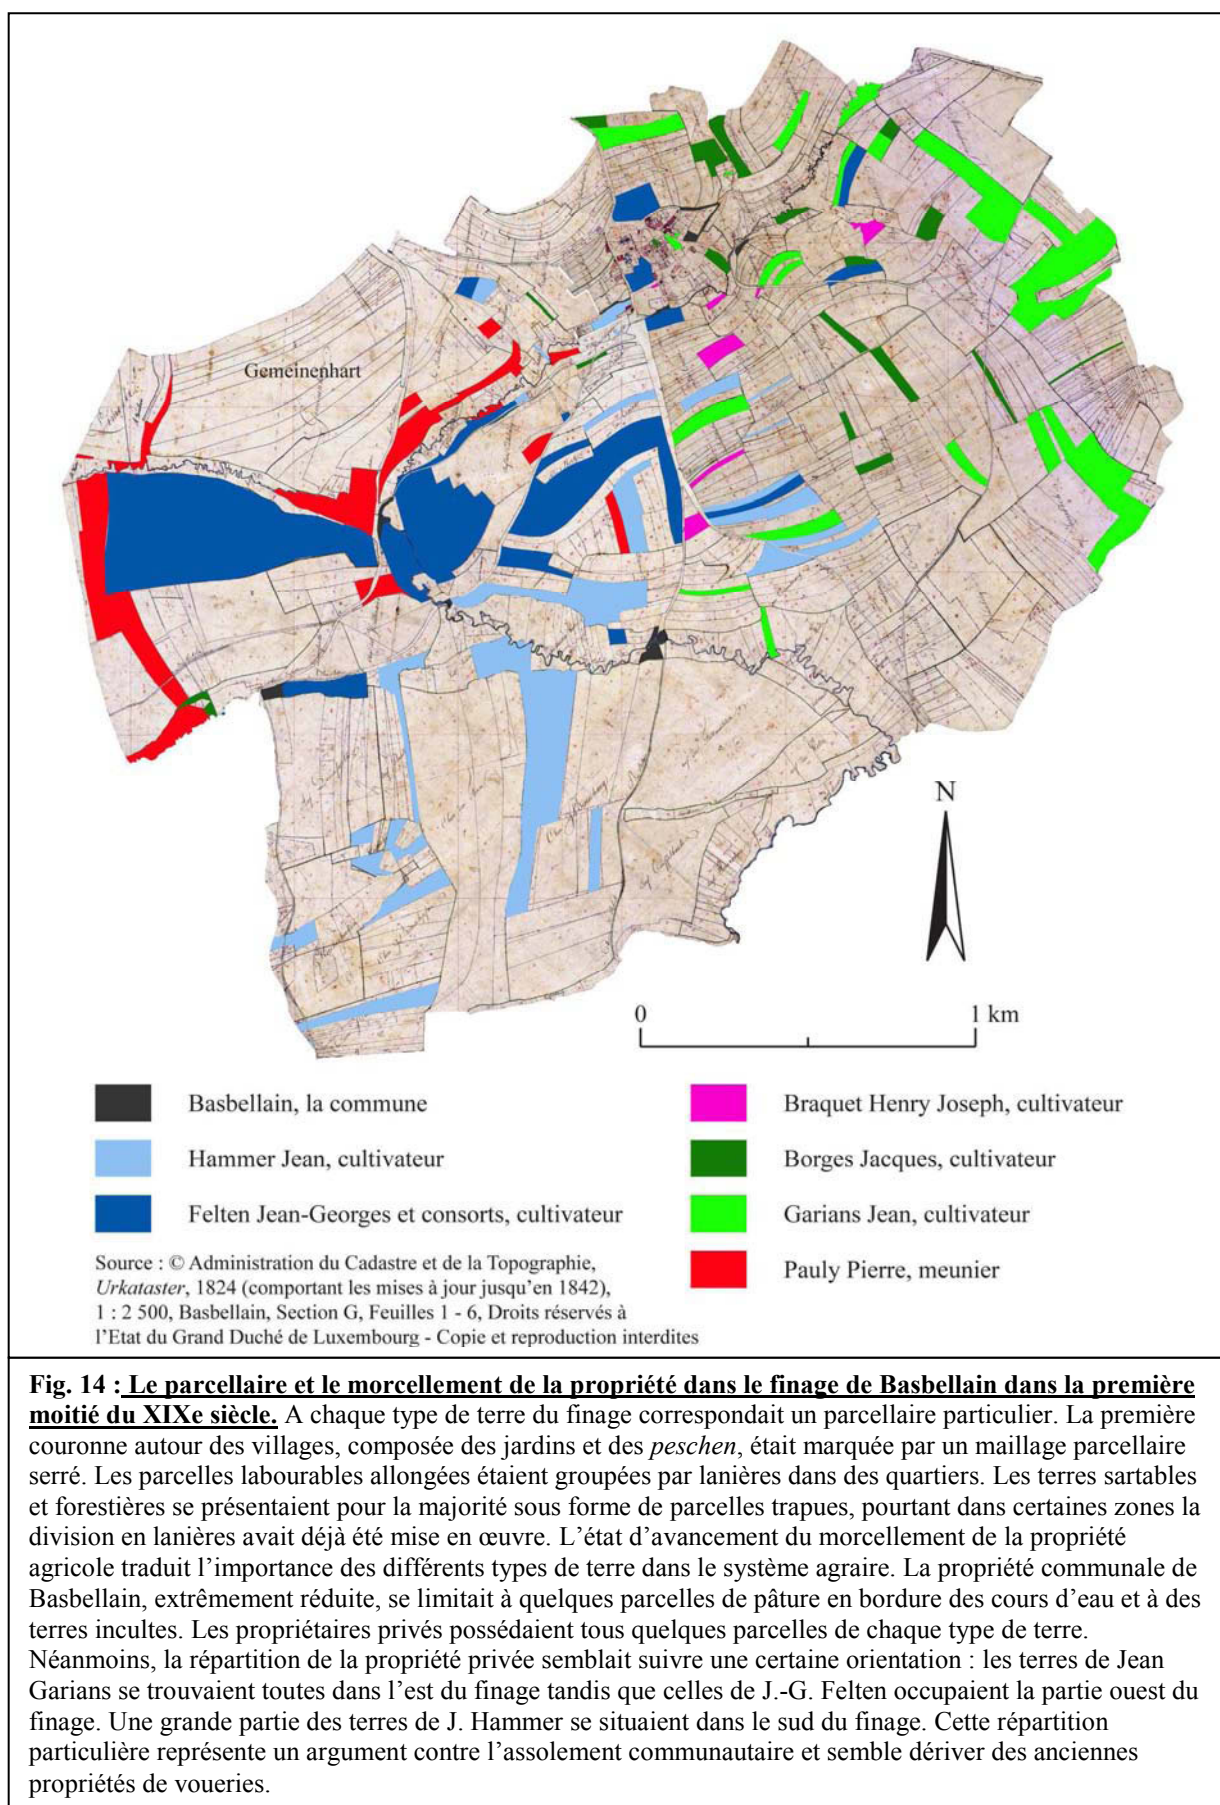 Gemeinenhart
N
0 1 km
Basbellain, la commune
Hammer Jean, cultivateur
Felten Jean-Georges et consorts, cultivateur
Braquet Henry Joseph, cultivateur
Borges Jacques, cultivateur
Garians Jean, cultivateur
Pauly Pierre, meunier
Source : © Administration du Cadastre et de la Topographie,
Urkataster, 1824 (comportant les mises à jour jusqu'en 1842),
1 : 2 500, Basbellain, Section G, Feuilles 1 - 6, Droits réservés à
l'Etat du Grand Duché de Luxembourg - Copie et reproduction interdites
Fig. 14 : Le parcellaire et le morcellement de la propriété dans le finage de Basbellain dans la première
moitié du XIXe siècle. A chaque type de terre du finage correspondait un parcellaire particulier. La première
couronne autour des villages, composée des jardins et des peschen, était marquée par un maillage parcellaire
serré. Les parcelles labourables allongées étaient groupées par lanières dans des quartiers. Les terres sartables
et forestières se présentaient pour la majorité sous forme de parcelles trapues, pourtant dans certaines zones la
division en lanières avait déjà été mise en œuvre. L'état d'avancement du morcellement de la propriété
agricole traduit l'importance des différents types de terre dans le système agraire. La propriété communale de
Basbellain, extrêmement réduite, se limitait à quelques parcelles de pâture en bordure des cours d'eau et à des
terres incultes. Les propriétaires privés possédaient tous quelques parcelles de chaque type de terre.
Néanmoins, la répartition de la propriété privée semblait suivre une certaine orientation : les terres de Jean
Garians se trouvaient toutes dans l'est du finage tandis que celles de J.-G. Felten occupaient la partie ouest du
finage. Une grande partie des terres de J. Hammer se situaient dans le sud du finage. Cette répartition
particulière représente un argument contre l'assolement communautaire et semble dériver des anciennes
propriétés de voueries.